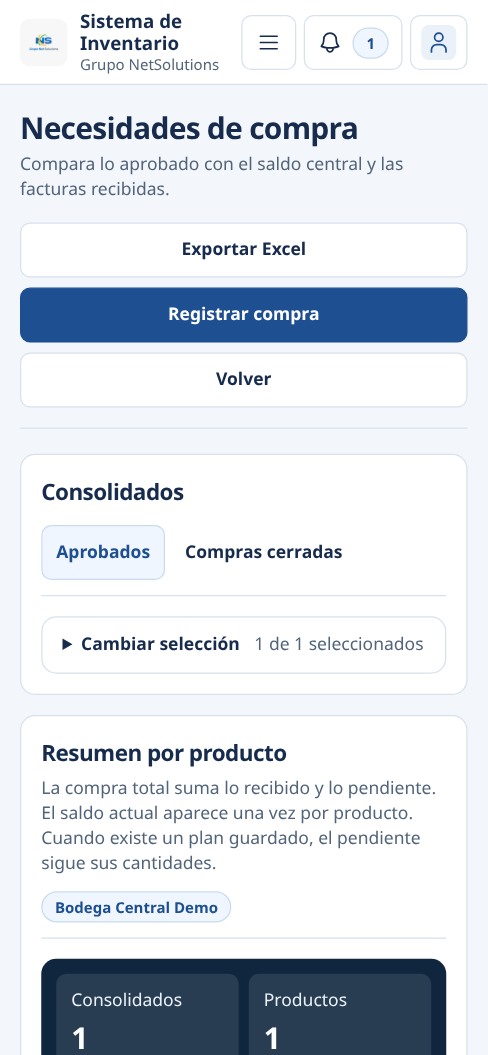 Sistema de
Inventario
Grupo NetSolutions
1
Necesidades de compra
Compara lo aprobado con el saldo central y las
facturas recibidas.
Exportar Excel
Registrar compra
Volver
Consolidados
Aprobados
Compras cerradas
Cambiar selección 1 de 1 seleccionados
Resumen por producto
La compra total suma lo recibido y lo pendiente.
El saldo actual aparece una vez por producto.
Cuando existe un plan guardado, el pendiente
sigue sus cantidades.
Bodega Central Demo
Consolidados
1
Productos
1